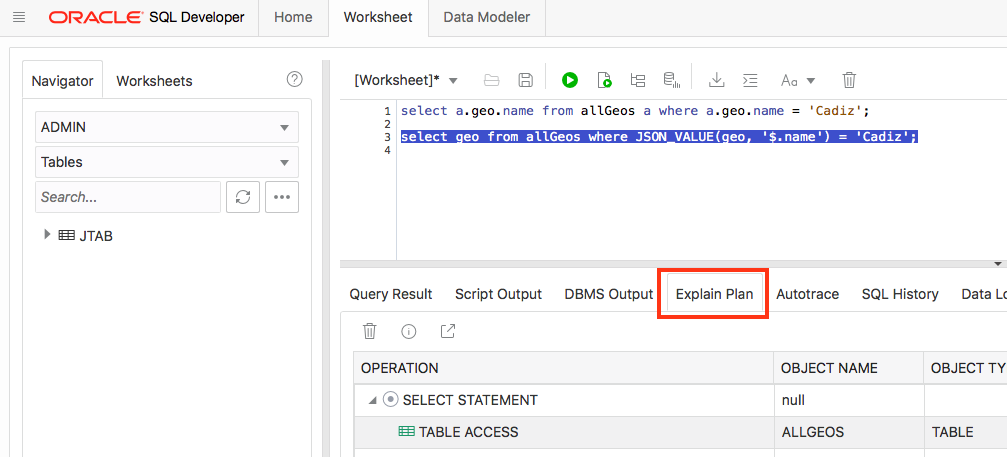 ORACLE SQL Developer Home Worksheet Data Modeler
Navigator Worksheets
ADMIN
Tables
Search...
JTAB
[Worksheet]* Aa
1 select a.geo.name from allGeos a where a.geo.name = 'Cadiz';
2
3 select geo from allGeos where JSON_VALUE(geo, '$.name') = 'Cadiz';
4
Query Result Script Output DBMS Output Explain Plan Autotrace SQL History Data Lo
OPERATION OBJECT NAME OBJECT TY
SELECT STATEMENT null
TABLE ACCESS ALLGEOS TABLE